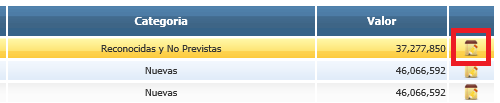 Categoria Valor
Reconocidas y No Previstas 37,277,850
Nuevas 46,066,592
Nuevas 46,066,592